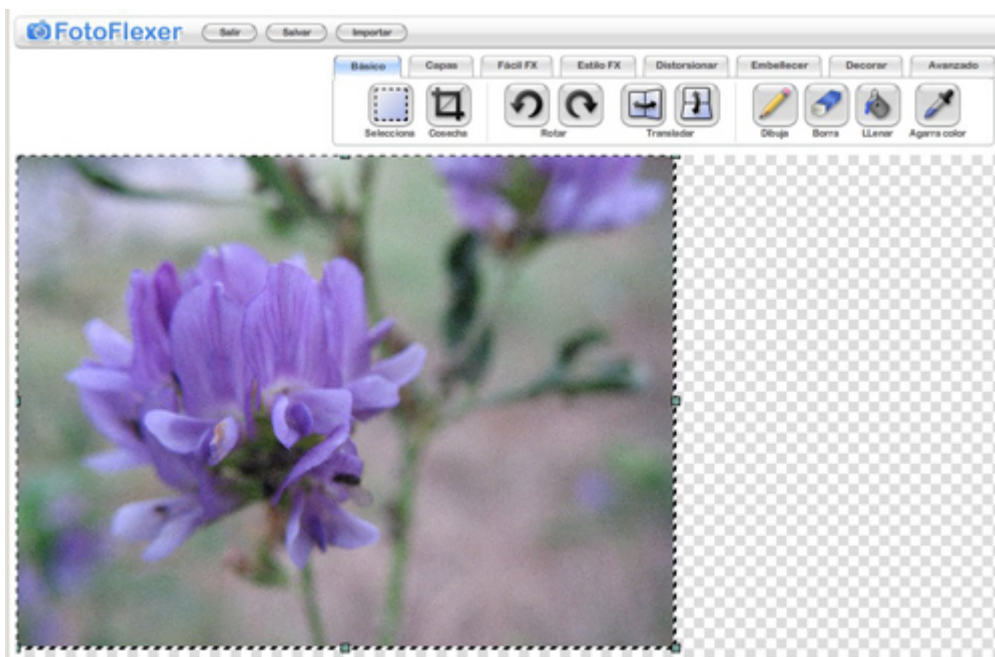 FotoFlexer Salir Salvar Importar
Básico Capas Fácil FX Estilo FX Distorsionar Embellecer Decorar Avanzado
Selecciona Cosecha Rotar Transladar Dibuja Borra LLenar Agarra color